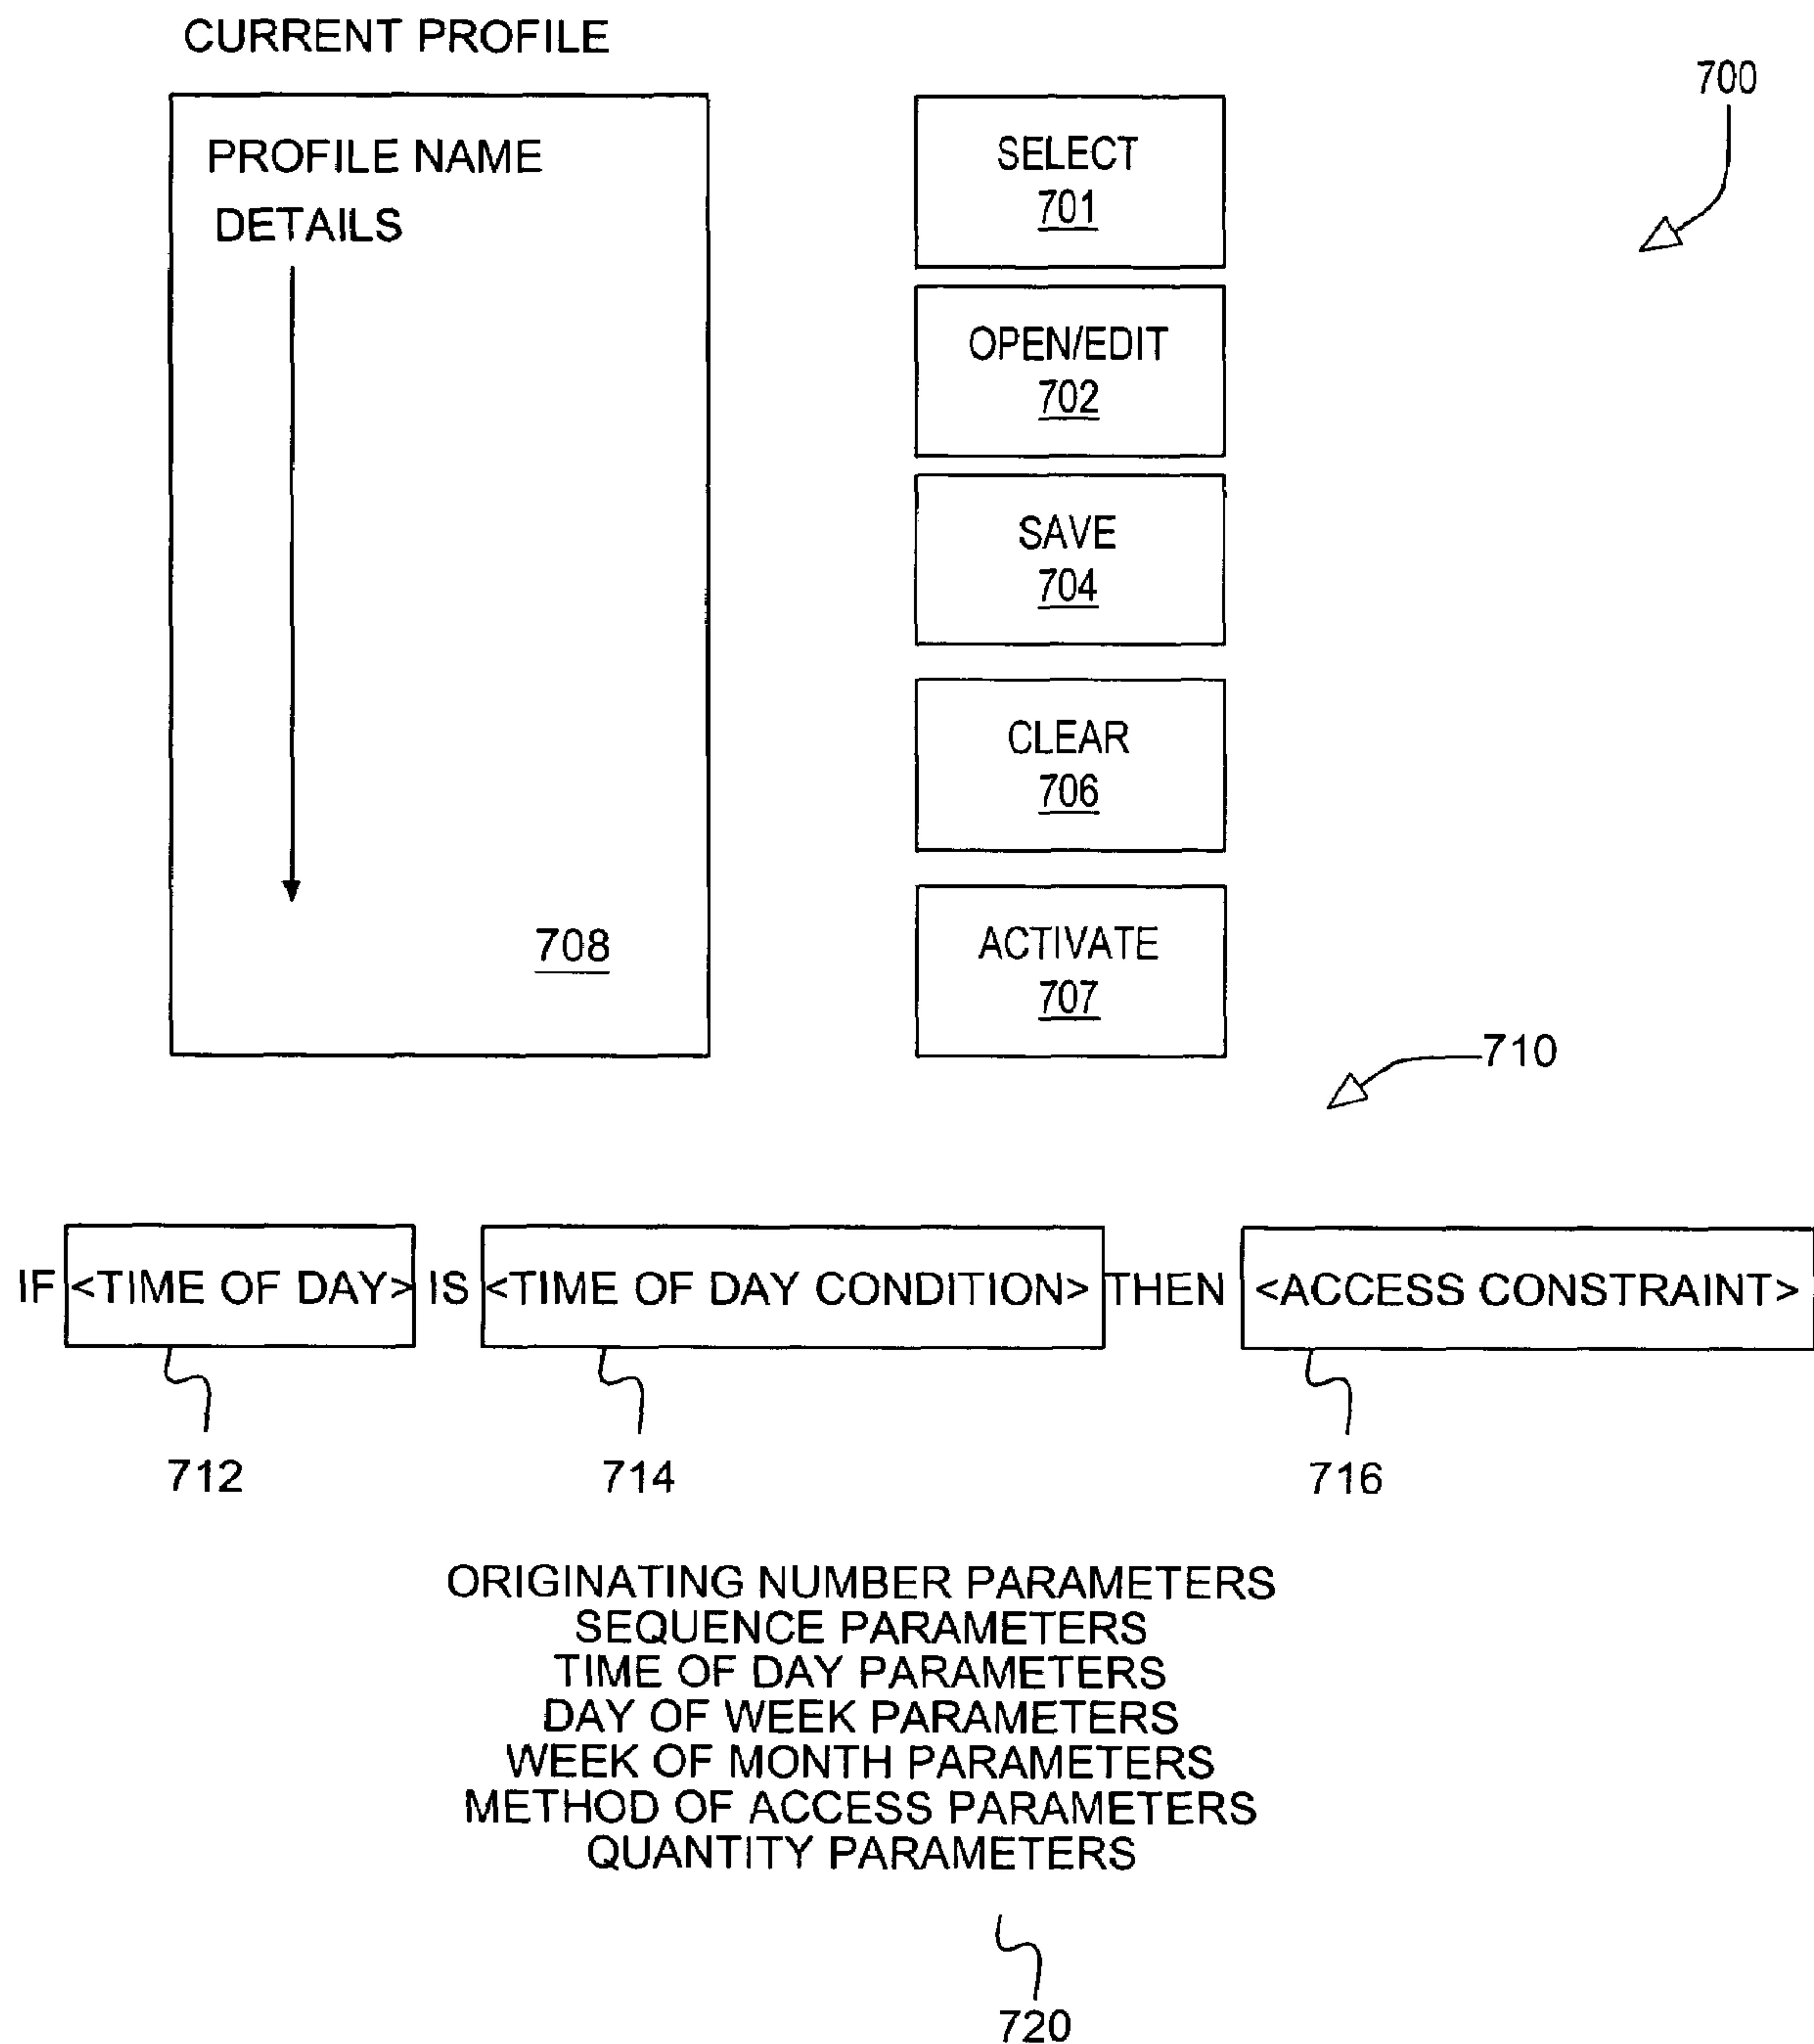 CURRENT PROFILE
700
PROFILE NAME
DETAILS
708
SELECT
701
OPEN/EDIT
702
SAVE
704
CLEAR
706
ACTIVATE
707
710
IF <TIME OF DAY> IS <TIME OF DAY CONDITION> THEN <ACCESS CONSTRAINT>
712 714 716
ORIGINATING NUMBER PARAMETERS
SEQUENCE PARAMETERS
TIME OF DAY PARAMETERS
DAY OF WEEK PARAMETERS
WEEK OF MONTH PARAMETERS
METHOD OF ACCESS PARAMETERS
QUANTITY PARAMETERS
720